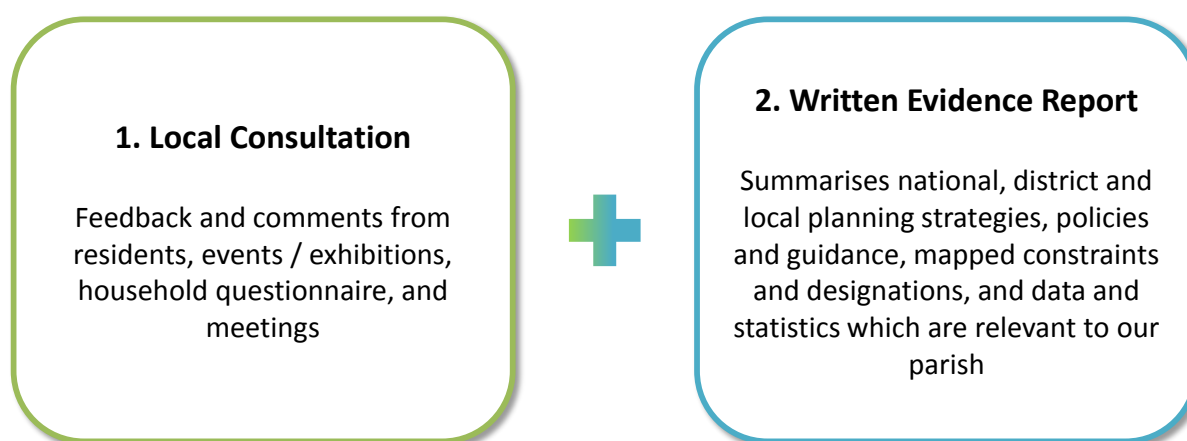 1. Local Consultation
Feedback and comments from
residents, events / exhibitions,
household questionnaire, and
meetings
2. Written Evidence Report
Summarises national, district and
local planning strategies, policies
and guidance, mapped constraints
and designations, and data and
statistics which are relevant to our
parish